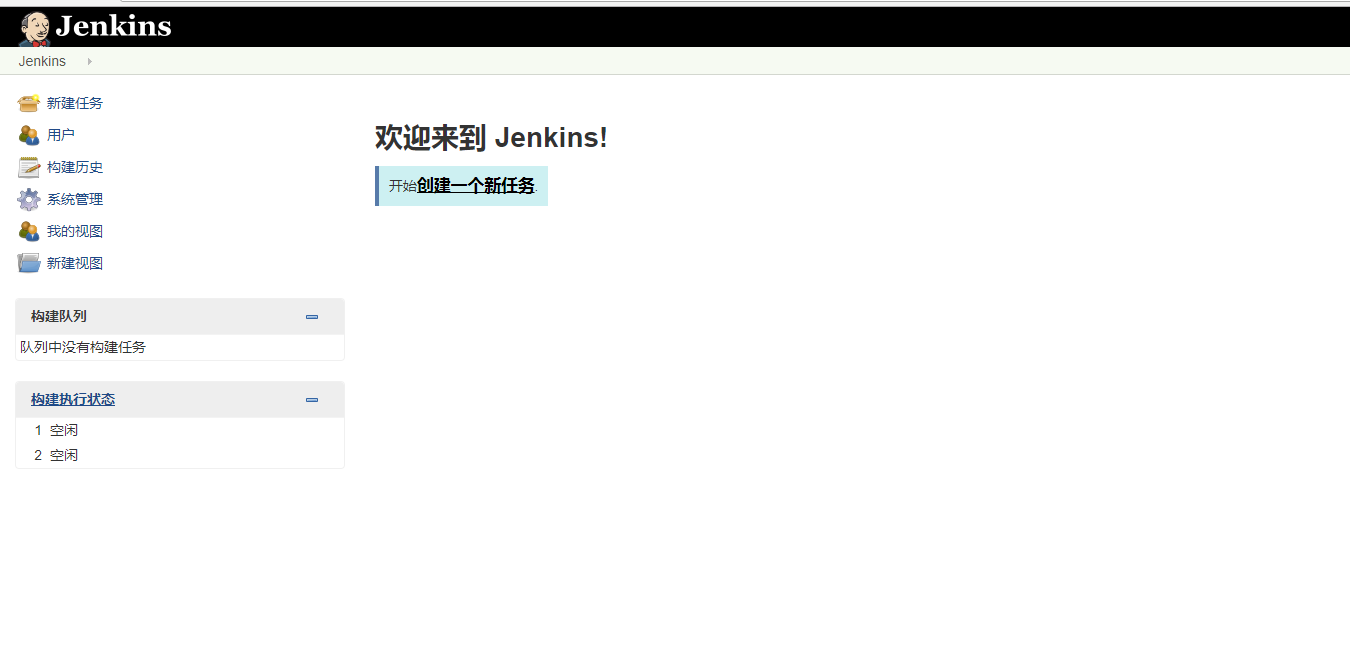 Jenkins
Jenkins
新建任务
用户
构建历史
系统管理
我的视图
新建视图
构建队列
队列中没有构建任务
构建执行状态
1 空闲
2 空闲
欢迎来到 Jenkins!
开始创建一个新任务.